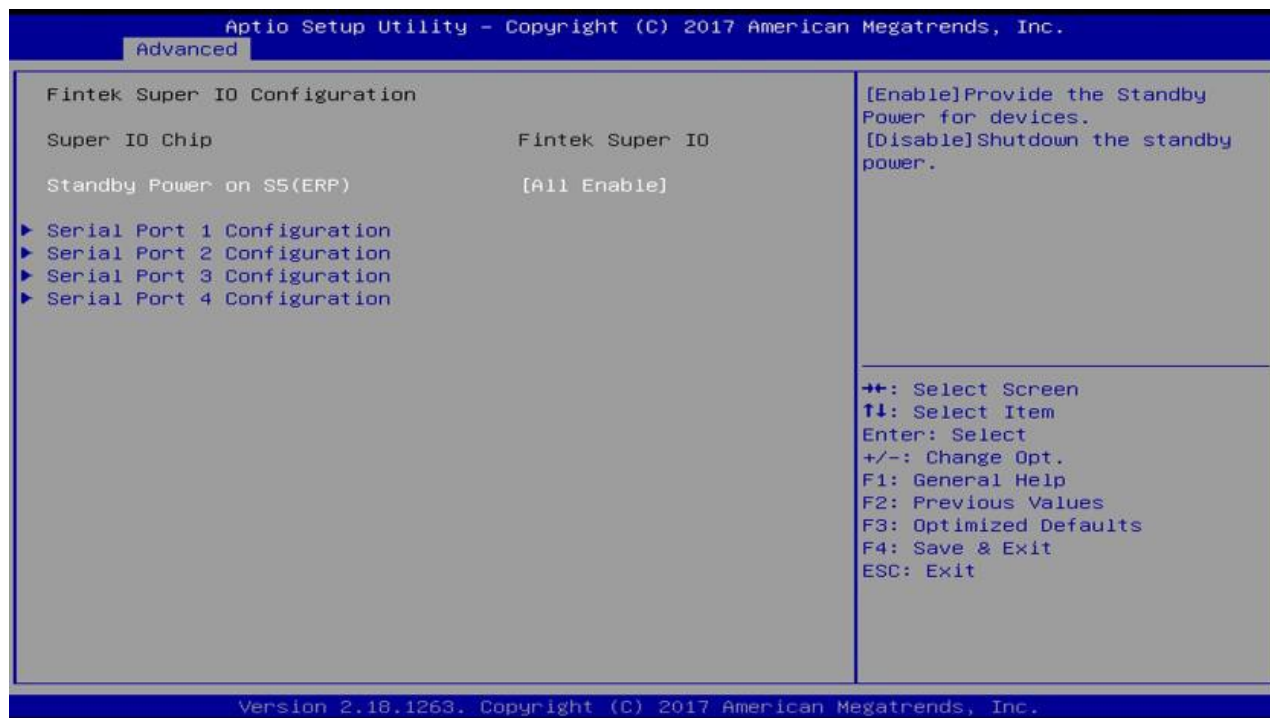 Aptio Setup Utility – Copyright (C) 2017 American Megatrends, Inc.
Advanced
Fintek Super IO Configuration
Super IO Chip Fintek Super IO
Standby Power on S5(ERP) [All Enable]
▶ Serial Port 1 Configuration
▶ Serial Port 2 Configuration
▶ Serial Port 3 Configuration
▶ Serial Port 4 Configuration
[Enable]Provide the Standby
Power for devices.
[Disable]Shutdown the standby
power.
→←: Select Screen
↑↓: Select Item
Enter: Select
+/-: Change Opt.
F1: General Help
F2: Previous Values
F3: Optimized Defaults
F4: Save & Exit
ESC: Exit
Version 2.18.1263. Copyright (C) 2017 American Megatrends, Inc.